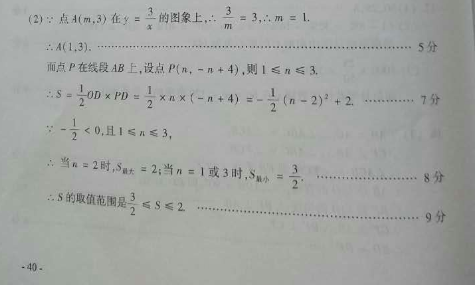 (2)∵ 点A(m,3) 在 y = 3/x 的图象上,∴ 3/m = 3,∴ m = 1.
∴A(1,3). ………………………………… 5分
而点 P 在线段 AB 上,设点 P(n, - n + 4),则 1 ≤ n ≤ 3.
∴S = 1/2 OD × PD = 1/2 × n × (- n + 4) = - 1/2 (n - 2)² + 2. ………… 7分
∵ - 1/2 < 0,且 1 ≤ n ≤ 3,
∴ 当 n = 2时,S最大 = 2;当 n = 1 或 3 时,S最小 = 3/2. ………………… 8分
∴S 的取值范围是 3/2 ≤ S ≤ 2. ………………………………… 9分
- 40 -